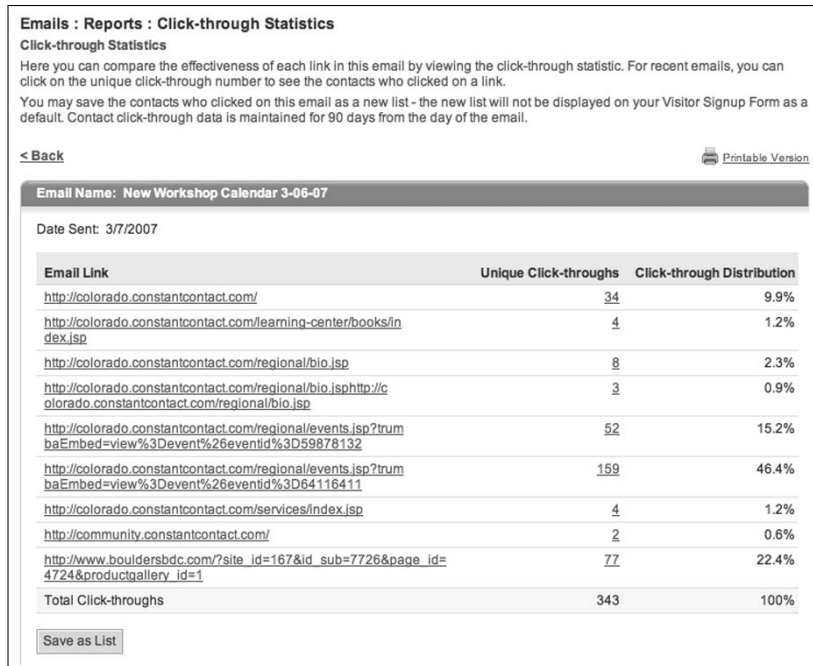 Emails : Reports : Click-through Statistics
Click-through Statistics
Here you can compare the effectiveness of each link in this email by viewing the click-through statistic. For recent emails, you can
click on the unique click-through number to see the contacts who clicked on a link.
You may save the contacts who clicked on this email as a new list - the new list will not be displayed on your Visitor Signup Form as a
default. Contact click-through data is maintained for 90 days from the day of the email.
< Back Printable Version
Email Name: New Workshop Calendar 3-06-07
Date Sent: 3/7/2007
Email Link Unique Click-throughs Click-through Distribution
http://colorado.constantcontact.com/ 34 9.9%
http://colorado.constantcontact.com/learning-center/books/in 4 1.2%
dex.jsp
http://colorado.constantcontact.com/regional/bio.jsp 8 2.3%
http://colorado.constantcontact.com/regional/bio.jsphttp://c 3 0.9%
olorado.constantcontact.com/regional/bio.jsp
http://colorado.constantcontact.com/regional/events.jsp?trum 52 15.2%
baEmbed=view%3Devent%26eventid%3D59878132
http://colorado.constantcontact.com/regional/events.jsp?trum 159 46.4%
baEmbed=view%3Devent%26eventid%3D64116411
http://colorado.constantcontact.com/services/index.jsp 4 1.2%
http://community.constantcontact.com/ 2 0.6%
http://www.bouldersbdc.com/?site_id=167&id_sub=7726&page_id= 77 22.4%
4724&productgallery_id=1
Total Click-throughs 343 100%
Save as List